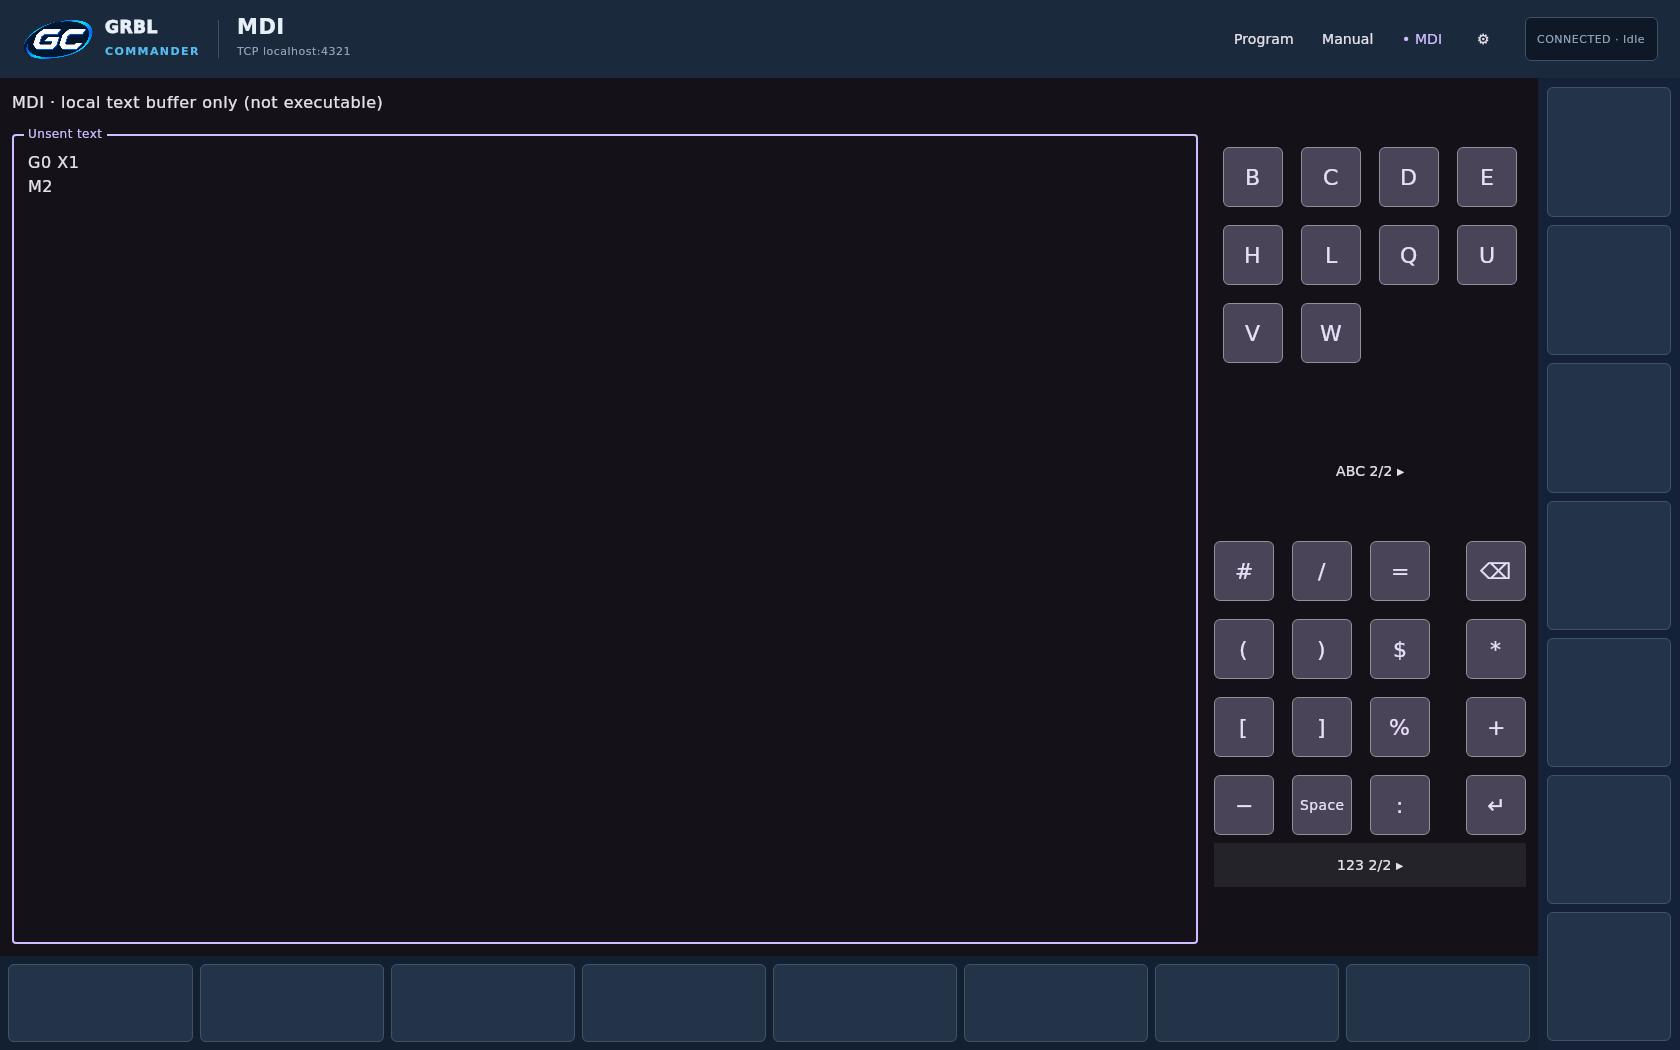 GC
GRBL
COMMANDER
MDI
TCP localhost:4321
Program
Manual
• MDI
⚙
CONNECTED · Idle
MDI · local text buffer only (not executable)
Unsent text
G0 X1
M2
B C D E
H L Q U
V W
ABC 2/2 ▸
# / = ⌫
( ) $ *
[ ] % +
− Space : ↵
123 2/2 ▸